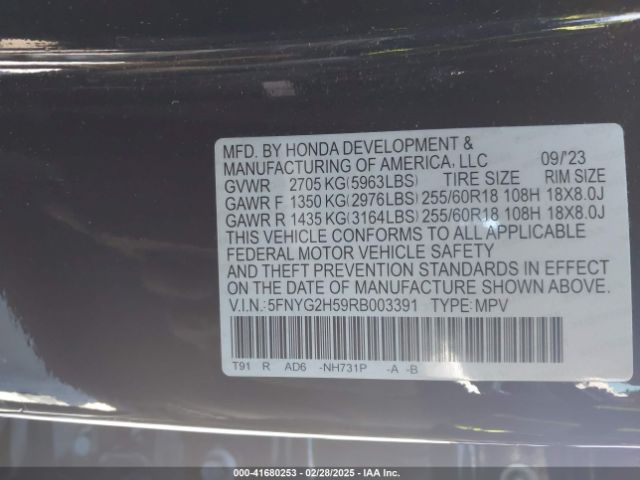 MFD. BY HONDA DEVELOPMENT &
MANUFACTURING OF AMERICA, LLC 09/'23
GVWR 2705 KG(5963LBS) TIRE SIZE RIM SIZE
GAWR F 1350 KG(2976LBS) 255/60R18 108H 18X8.0J
GAWR R 1435 KG(3164LBS) 255/60R18 108H 18X8.0J
THIS VEHICLE CONFORMS TO ALL APPLICABLE
FEDERAL MOTOR VEHICLE SAFETY
AND THEFT PREVENTION STANDARDS IN EFFECT
ON THE DATE OF MANUFACTURE SHOWN ABOVE.
V.I.N.:5FNYG2H59RB003391 TYPE:MPV
T91 R AD6 -NH731P -A -B
000-41680253 - 02/28/2025 - IAA Inc.